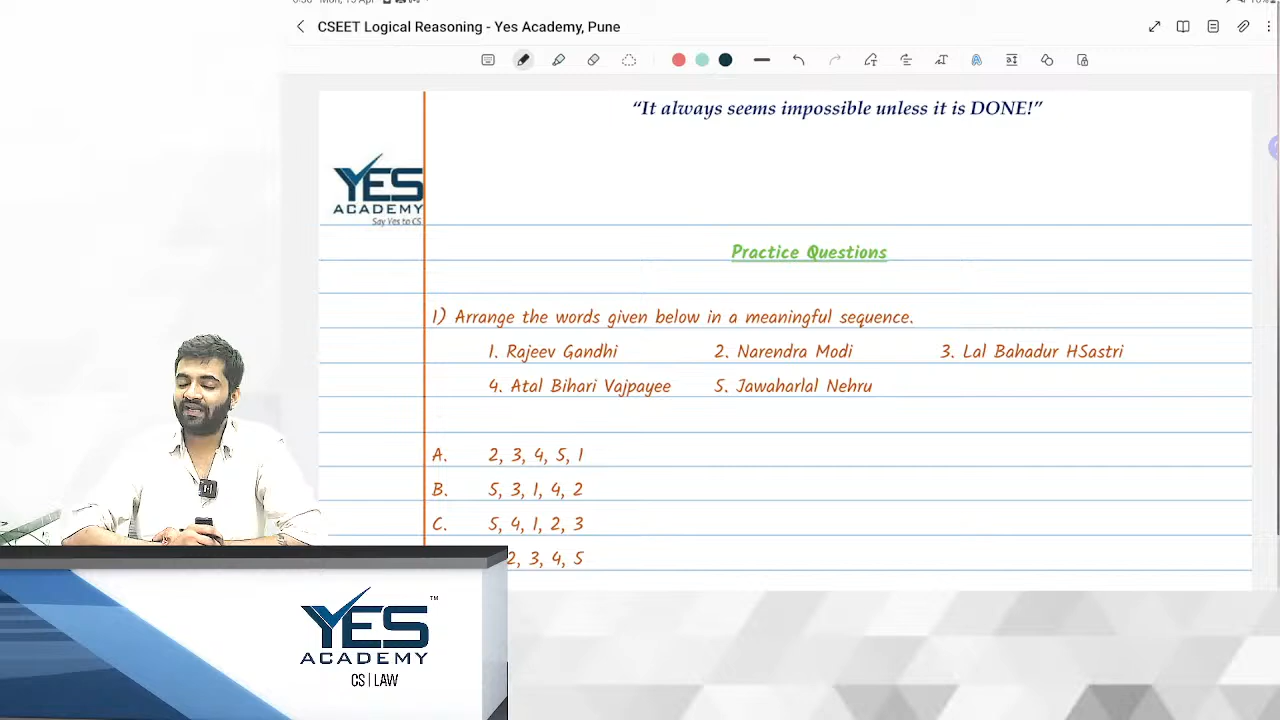 CSEET Logical Reasoning - Yes Academy, Pune
“It always seems impossible unless it is DONE!”
YES
ACADEMY
Say Yes to CS
Practice Questions
1) Arrange the words given below in a meaningful sequence.
1. Rajeev Gandhi 2. Narendra Modi 3. Lal Bahadur HSastri
4. Atal Bihari Vajpayee 5. Jawaharlal Nehru
A. 2, 3, 4, 5, 1
B. 5, 3, 1, 4, 2
C. 5, 4, 1, 2, 3
2, 3, 4, 5
YES™
ACADEMY
CS | LAW